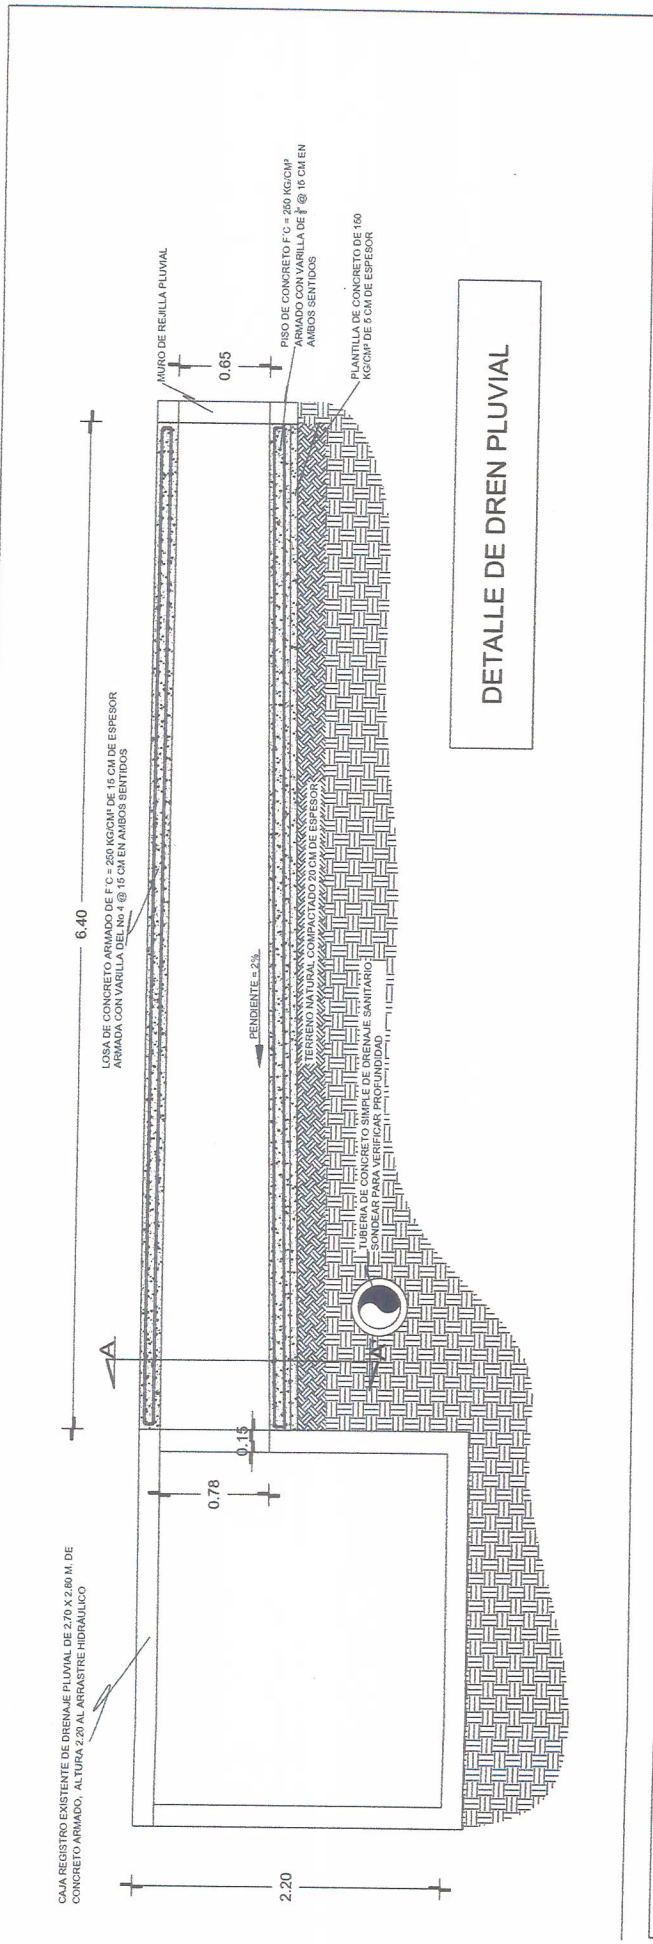 CAJA REGISTRO EXISTENTE DE DRENAJE PLUVIAL DE 2.70 X 2.60 M. DE
CONCRETO ARMADO, ALTURA 2.20 AL ARRASTRE HIDRÁULICO
6.40
LOSA DE CONCRETO ARMADO DE F´C = 250 KG/CM² DE 15 CM DE ESPESOR
ARMADA CON VARILLA DEL No 4 @ 15 CM EN AMBOS SENTIDOS
MURO DE REJILLA PLUVIAL
0.65
PISO DE CONCRETO F´C = 250 KG/CM²
ARMADO CON VARILLA DE @ 15 CM EN
AMBOS SENTIDOS
PLANTILLA DE CONCRETO DE 150
KG/CM² DE 5 CM DE ESPESOR
PENDIENTE = 2%
TERRENO NATURAL COMPACTADO 20 CM DE ESPESOR
TUBERIA DE CONCRETO SIMPLE DE DRENAJE SANITARIO
SONDEAR PARA VERIFICAR PROFUNDIDAD
A
A
0.15
0.78
2.20
DETALLE DE DREN PLUVIAL